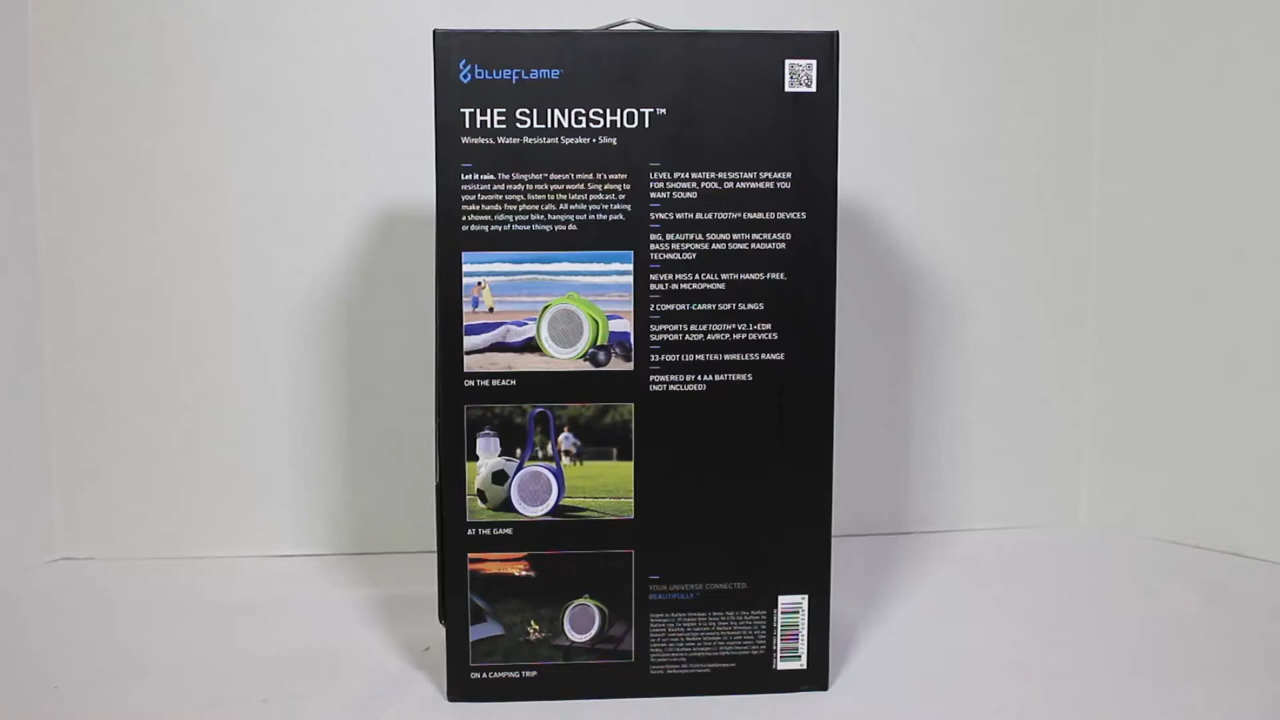 blueflame
THE SLINGSHOT™
Wireless, Water-Resistant Speaker + Sling
Let it rain. The Slingshot™ doesn't mind. It's water
resistant and ready to rock your world. Sing along to
your favorite songs, listen to the latest podcast, or
make hands-free phone calls. All while you're taking
a shower, riding your bike, hanging out in the park,
or doing any of those things you do.
ON THE BEACH
AT THE GAME
ON A CAMPING TRIP
LEVEL IPX4 WATER-RESISTANT SPEAKER
FOR SHOWER, POOL, OR ANYWHERE YOU
WANT SOUND
SYNCS WITH BLUETOOTH® ENABLED DEVICES
BIG, BEAUTIFUL SOUND WITH INCREASED
BASS RESPONSE AND SONIC RADIATOR
TECHNOLOGY
NEVER MISS A CALL WITH HANDS-FREE,
BUILT-IN MICROPHONE
2 COMFORT-CARRY SOFT SLINGS
SUPPORTS BLUETOOTH® V2.1+EDR
SUPPORT A2DP, AVRCP, HFP DEVICES
33-FOOT (10 METER) WIRELESS RANGE
POWERED BY 4 AA BATTERIES
(NOT INCLUDED)
YOUR UNIVERSE CONNECTED.
BEAUTIFULLY.™